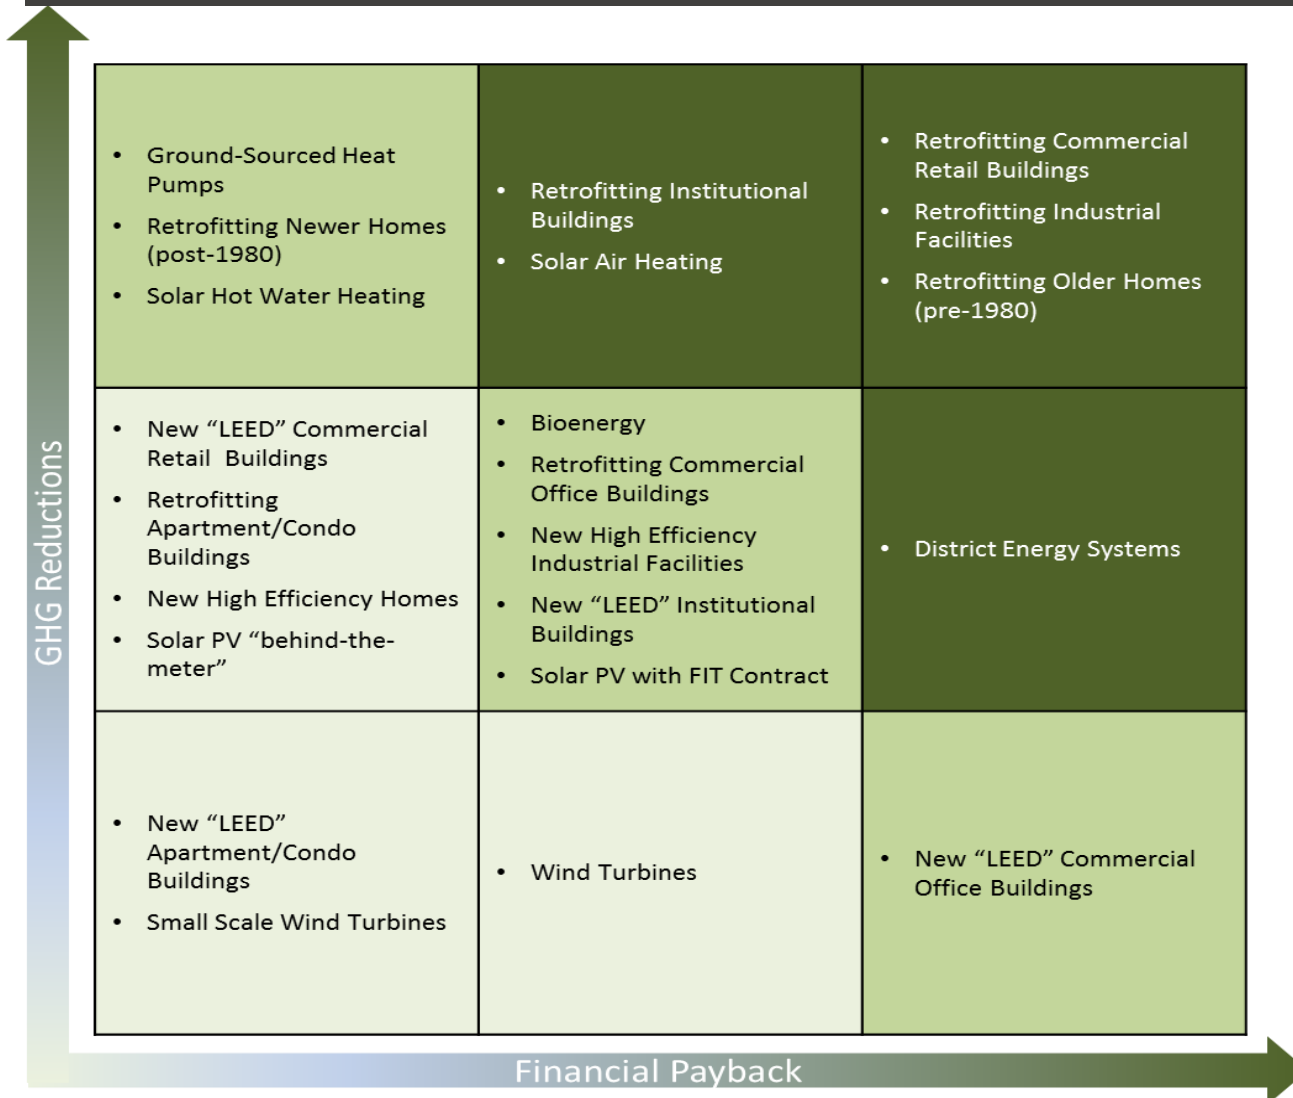 GHG Reductions
• Ground-Sourced Heat
Pumps
• Retrofitting Newer Homes
(post-1980)
• Solar Hot Water Heating
• Retrofitting Institutional
Buildings
• Solar Air Heating
• Retrofitting Commercial
Retail Buildings
• Retrofitting Industrial
Facilities
• Retrofitting Older Homes
(pre-1980)
• New “LEED” Commercial
Retail Buildings
• Retrofitting
Apartment/Condo
Buildings
• New High Efficiency Homes
• Solar PV “behind-the-
meter”
• Bioenergy
• Retrofitting Commercial
Office Buildings
• New High Efficiency
Industrial Facilities
• New “LEED” Institutional
Buildings
• Solar PV with FIT Contract
• District Energy Systems
• New “LEED”
Apartment/Condo
Buildings
• Small Scale Wind Turbines
• Wind Turbines
• New “LEED” Commercial
Office Buildings
Financial Payback